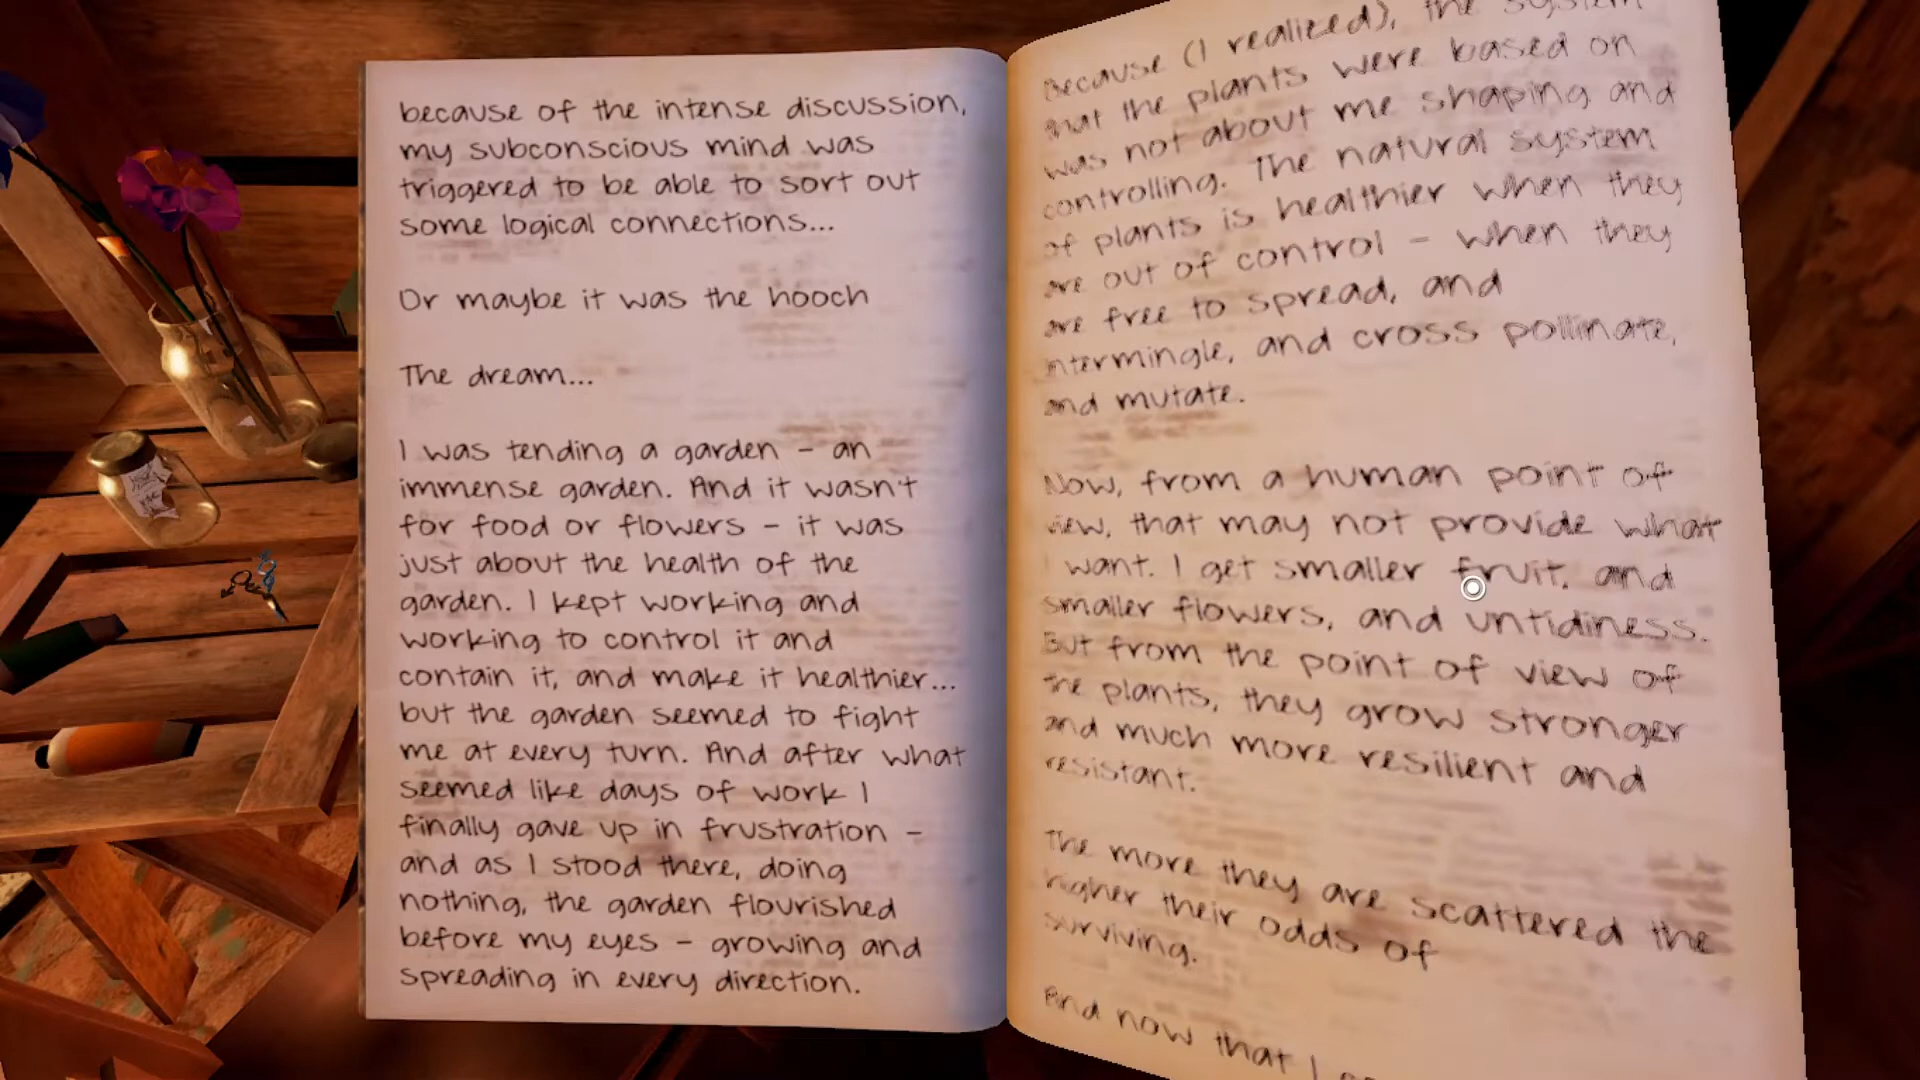 because of the intense discussion,
my subconscious mind was
triggered to be able to sort out
some logical connections...
Or maybe it was the hooch
The dream...
I was tending a garden - an
immense garden. And it wasn't
for food or flowers - it was
just about the health of the
garden. I kept working and
working to control it and
contain it, and make it healthier...
but the garden seemed to fight
me at every turn. And after what
seemed like days of work I
finally gave up in frustration -
and as I stood there, doing
nothing, the garden flourished
before my eyes - growing and
spreading in every direction.
Because (I realized), the system
that the plants were based on
was not about me shaping and
controlling. The natural system
of plants is healthier when they
are out of control - when they
are free to spread, and
intermingle, and cross pollinate,
and mutate.
Now, from a human point of
view, that may not provide what
I want. I get smaller fruit, and
smaller flowers, and untidiness.
But from the point of view of
the plants, they grow stronger
and much more resilient and
resistant.
The more they are scattered the
higher their odds of
surviving.
And now that I